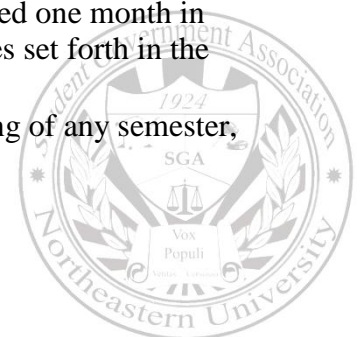 ed one month in
es set forth in the
ng of any semester,
Student Government Association
1924
SGA
Vox
Populi
Northeastern University